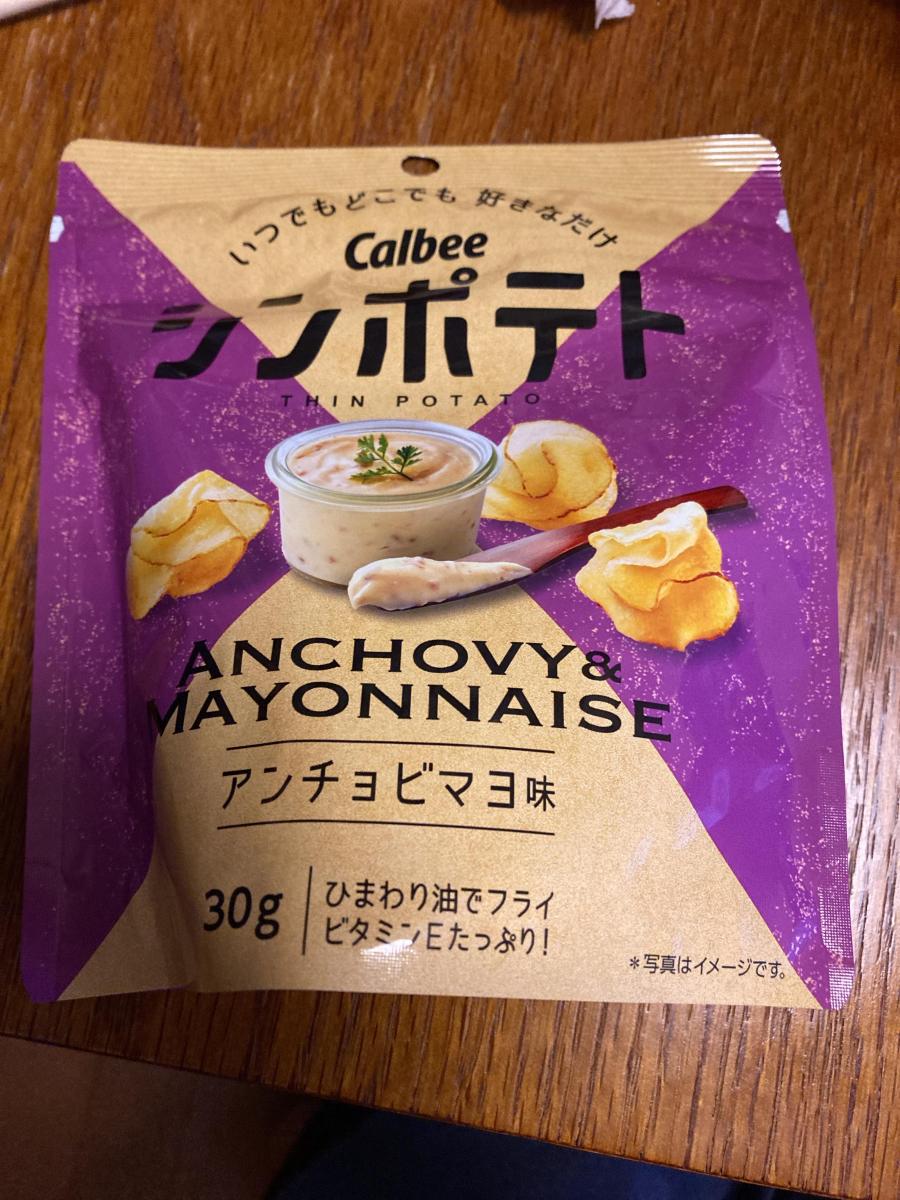 いつでもどこでも 好きなだけ
Calbee
シンポテト
THIN POTATO
ANCHOVY&
MAYONNAISE
アンチョビマヨ味
30g
ひまわり油でフライ
ビタミンEたっぷり!
*写真はイメージです。